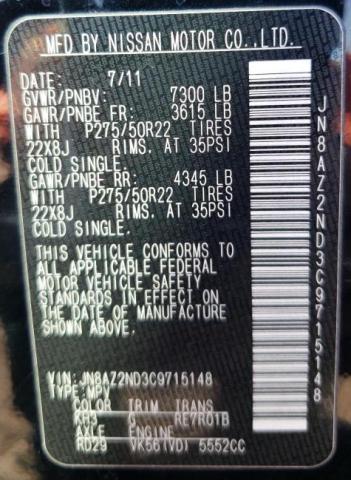 MFD BY NISSAN MOTOR CO.,LTD.
DATE: 7/11
GVWR/PNBV: 7300 LB
GAWR/PNBE FR: 3615 LB
WITH P275/50R22 TIRES
22X8J RIMS. AT 35PSI
COLD SINGLE.
GAWR/PNBE RR: 4345 LB
WITH P275/50R22 TIRES
22X8J RIMS. AT 35PSI
COLD SINGLE.
THIS VEHICLE CONFORMS TO
ALL APPLICABLE FEDERAL
MOTOR VEHICLE SAFETY
STANDARDS IN EFFECT ON
THE DATE OF MANUFACTURE
SHOWN ABOVE.
VIN:JN8AZ2ND3C9715148
TYPE:MPV
COLOR TRIM TRANS
KH3 G RE7R01B
AXLE ENGINE
RD29 VK56(VD) 5552CC
JN8AZ2ND3C9715148